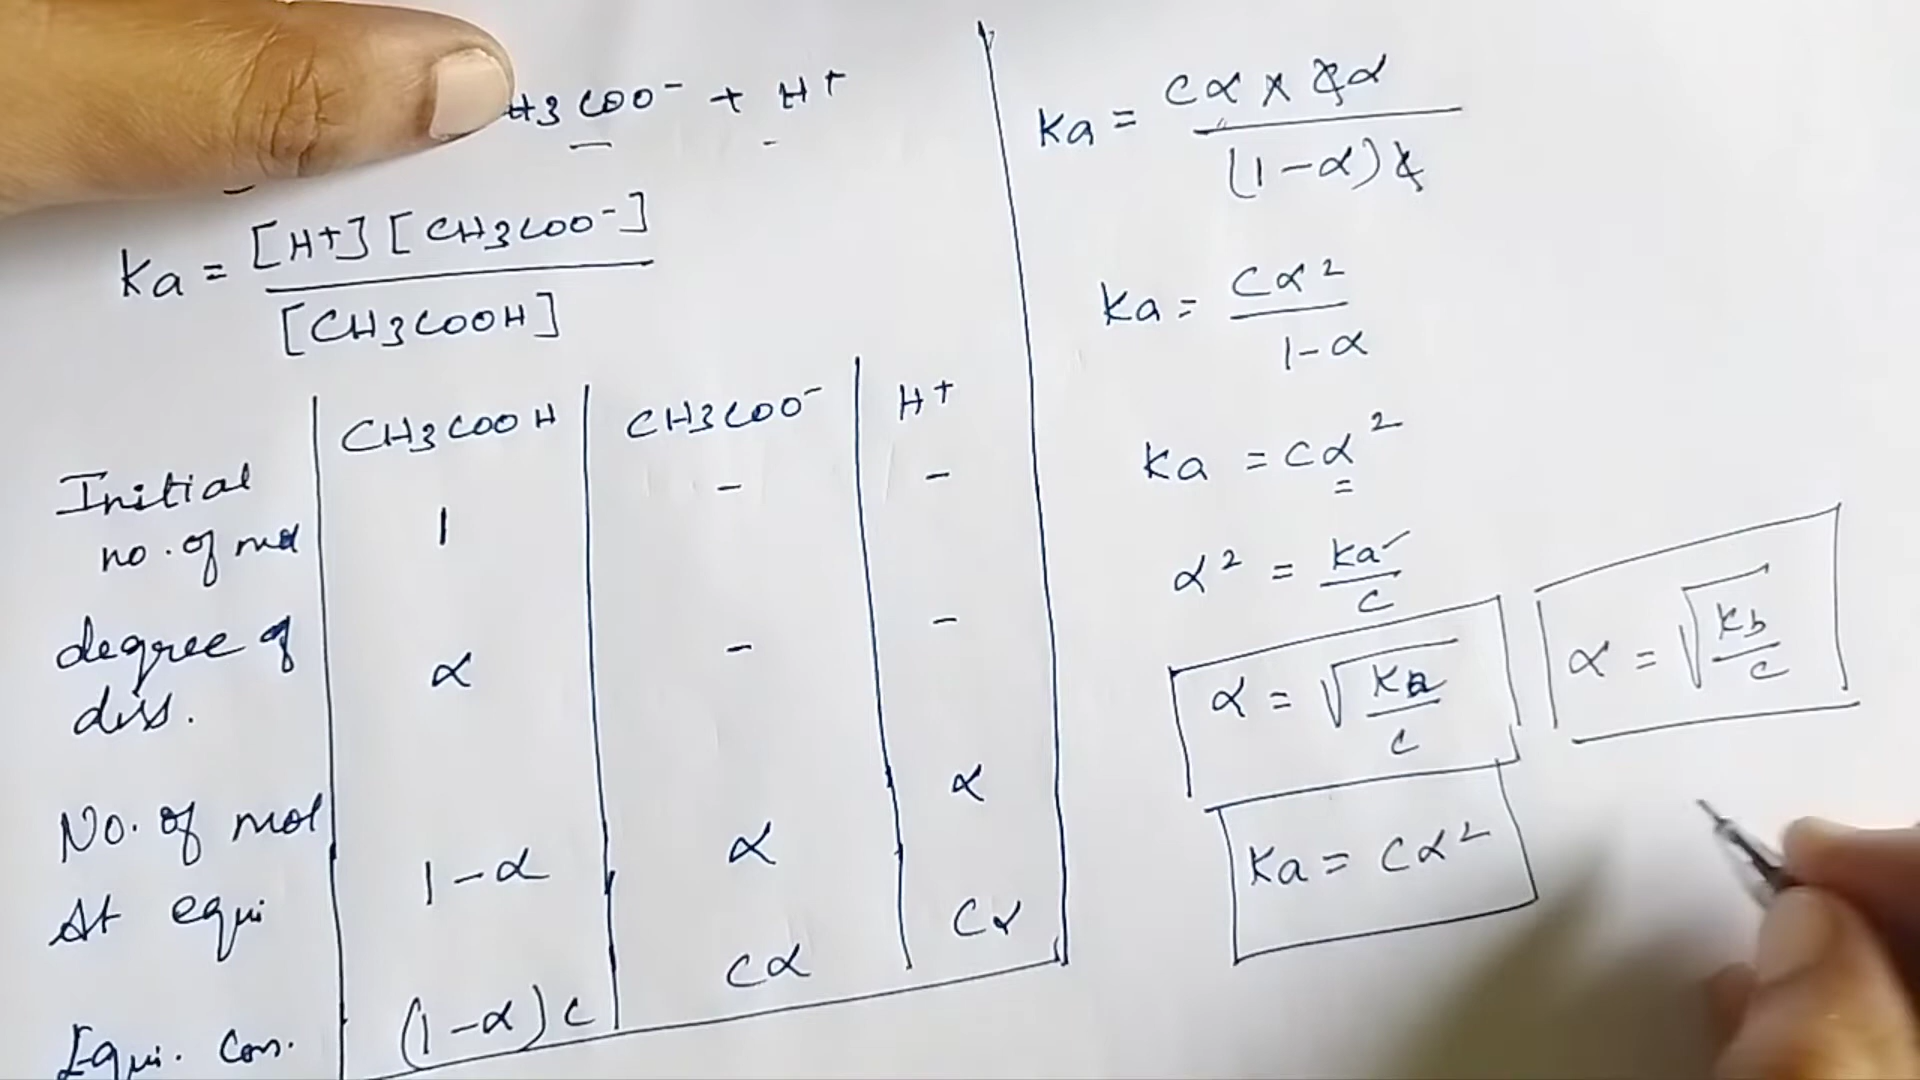 H3COO⁻ + H⁺
Ka = [H+][CH3COO⁻] / [CH3COOH]
CH3COOH | CH3COO⁻ | H⁺
Initial no. of mol | 1 | - | -
degree of diss. | α | - | -
No. of mol At equi | 1-α | α | α
Equi. Con. | (1-α)c | Cα | Cα
Ka = Cα × Cα / (1-α)C
Ka = Cα² / 1-α
Ka = Cα²
α² = Ka / C
α = √(Ka / C)
α = √(Kb / C)
Ka = Cα²